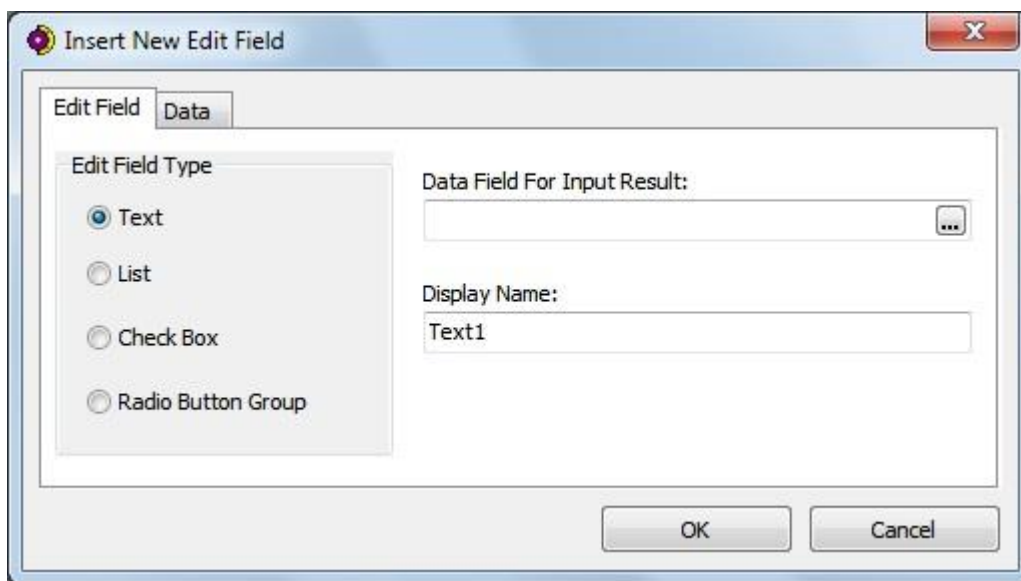 Insert New Edit Field
Edit Field
Data
Edit Field Type
Text
List
Check Box
Radio Button Group
Data Field For Input Result:
...
Display Name:
Text1
OK
Cancel